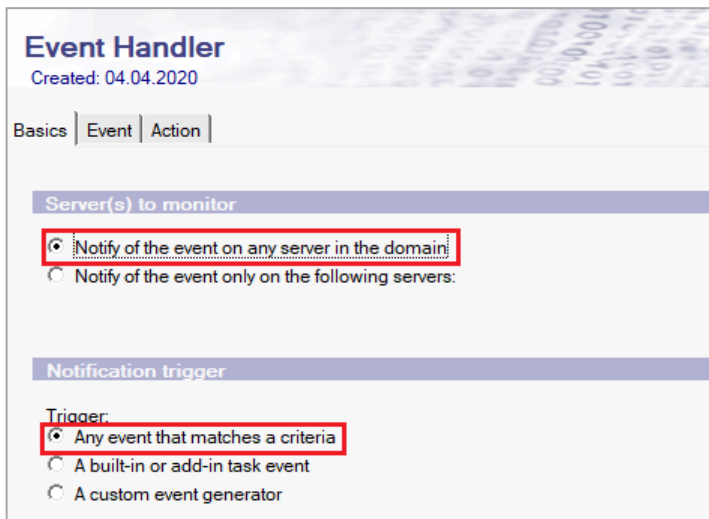 Event Handler
Created: 04.04.2020
Basics Event Action
Server(s) to monitor
Notify of the event on any server in the domain
Notify of the event only on the following servers:
Notification trigger
Trigger:
Any event that matches a criteria
A built-in or add-in task event
A custom event generator